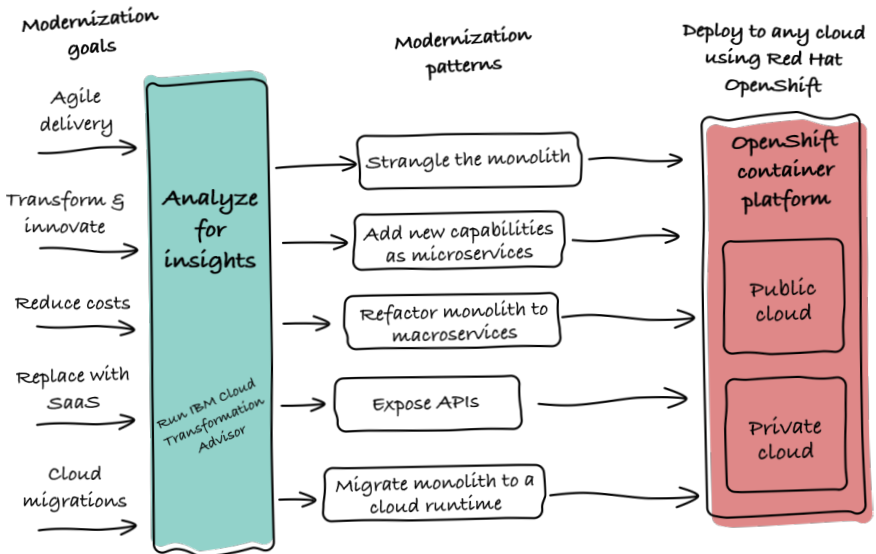 Modernization
goals
Agile
delivery
Transform &
innovate
Reduce costs
Replace with
SaaS
Cloud
migrations
Analyze
for
insights
Run IBM Cloud
Transformation
Advisor
Modernization
patterns
Strangle the monolith
Add new capabilities
as microservices
Refactor monolith to
macroservices
Expose APIs
Migrate monolith to a
cloud runtime
Deploy to any cloud
using Red Hat
OpenShift
OpenShift
container
platform
Public
cloud
Private
cloud